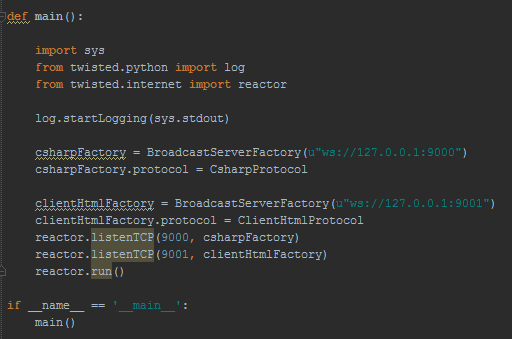 def main():
import sys
from twisted.python import log
from twisted.internet import reactor
log.startLogging(sys.stdout)
csharpFactory = BroadcastServerFactory(u"ws://127.0.0.1:9000")
csharpFactory.protocol = CsharpProtocol
clientHtmlFactory = BroadcastServerFactory(u"ws://127.0.0.1:9001")
clientHtmlFactory.protocol = ClientHtmlProtocol
reactor.listenTCP(9000, csharpFactory)
reactor.listenTCP(9001, clientHtmlFactory)
reactor.run()
if __name__ == '__main__':
main()